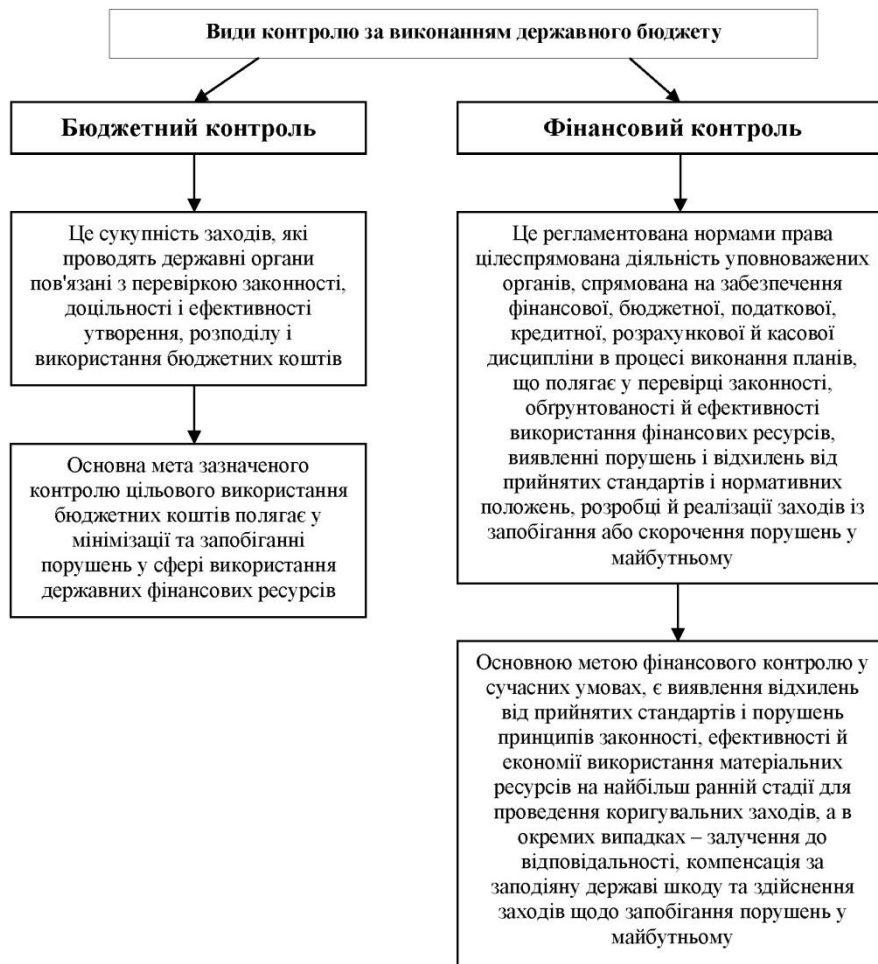 Види контролю за виконанням державного бюджету
Бюджетний контроль
Це сукупність заходів, які
проводять державні органи
пов'язані з перевіркою законності,
доцільності і ефективності
утворення, розподілу і
використання бюджетних коштів
Основна мета зазначеного
контролю цільового використання
бюджетних коштів полягає у
мінімізації та запобіганні
порушень у сфері використання
державних фінансових ресурсів
Фінансовий контроль
Це регламентована нормами права
цілеспрямована діяльність уповноважених
органів, спрямована на забезпечення
фінансової, бюджетної, податкової,
кредитної, розрахункової й касової
дисципліни в процесі виконання планів,
що полягає у перевірці законності,
обґрунтованості й ефективності
використання фінансових ресурсів,
виявленні порушень і відхилень від
прийнятих стандартів і нормативних
положень, розробці й реалізації заходів із
запобігання або скорочення порушень у
майбутньому
Основною метою фінансового контролю у
сучасних умовах, є виявлення відхилень
від прийнятих стандартів і порушень
принципів законності, ефективності й
економії використання матеріальних
ресурсів на найбільш ранній стадії для
проведення коригувальних заходів, а в
окремих випадках – залучення до
відповідальності, компенсація за
заподіяну державі шкоду та здійснення
заходів щодо запобігання порушень у
майбутньому